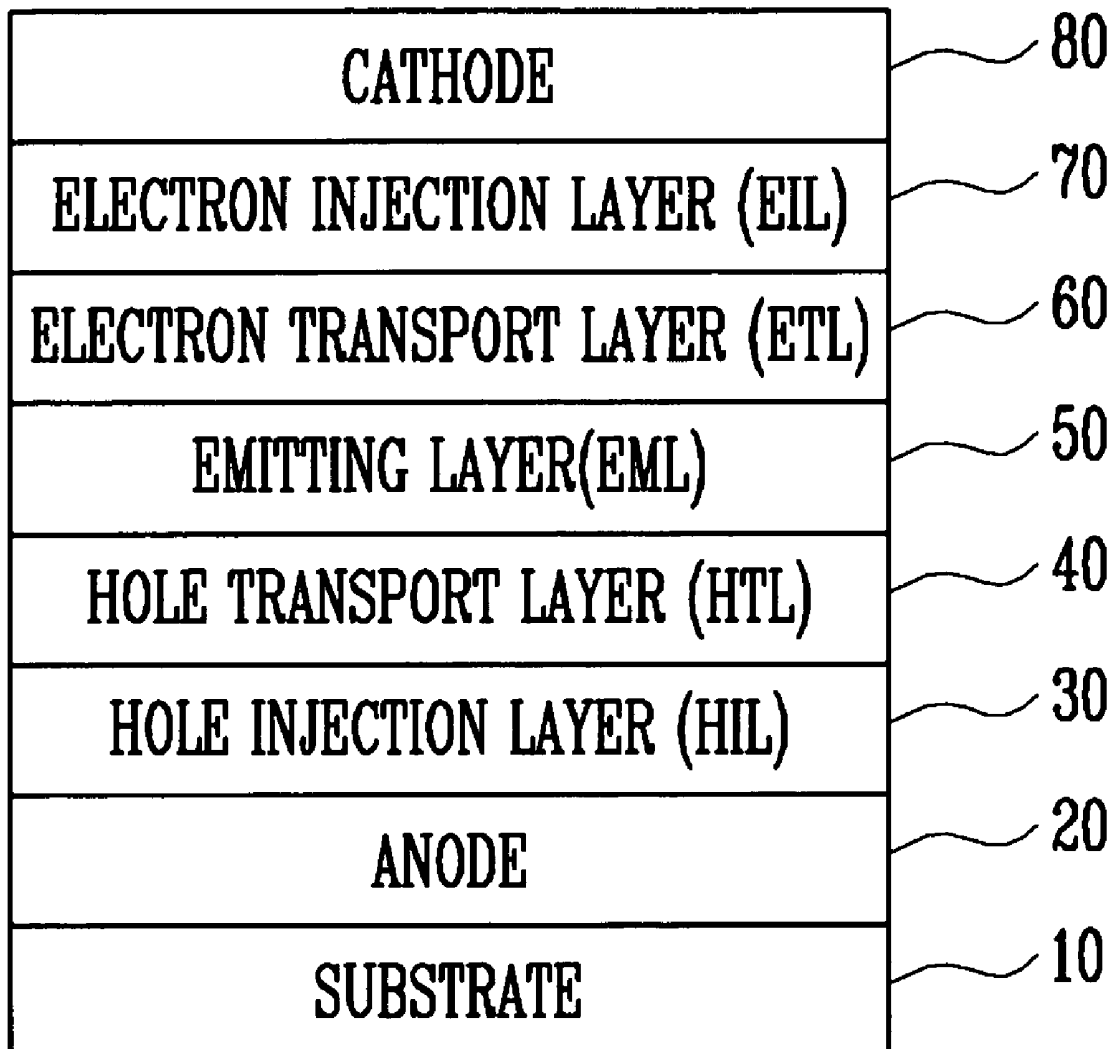 CATHODE 80
ELECTRON INJECTION LAYER (EIL) 70
ELECTRON TRANSPORT LAYER (ETL) 60
EMITTING LAYER(EML) 50
HOLE TRANSPORT LAYER (HTL) 40
HOLE INJECTION LAYER (HIL) 30
ANODE 20
SUBSTRATE 10